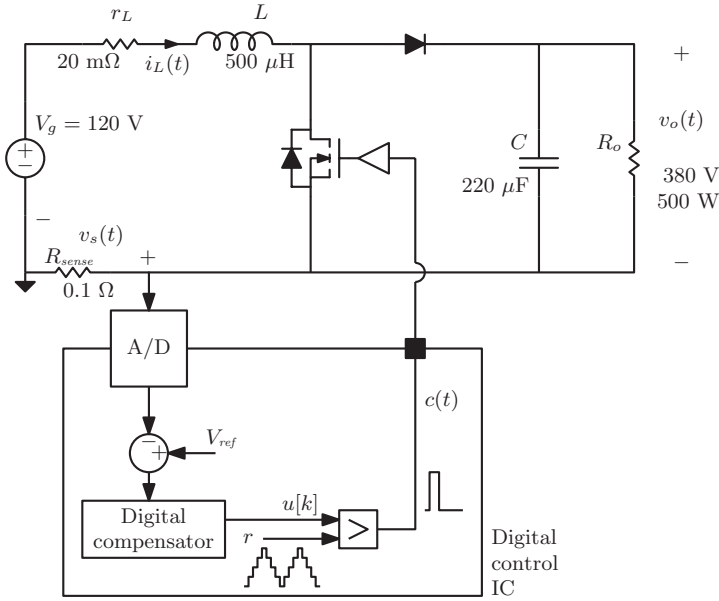 r_L
L
20 mΩ
i_L(t)
500 μH
V_g = 120 V
+
−
+
v_o(t)
C
R_o
220 μF
380 V
500 W
−
−
v_s(t)
+
R_sense
0.1 Ω
A/D
c(t)
−
+
V_ref
Digital
compensator
u[k]
r
>
Digital
control
IC